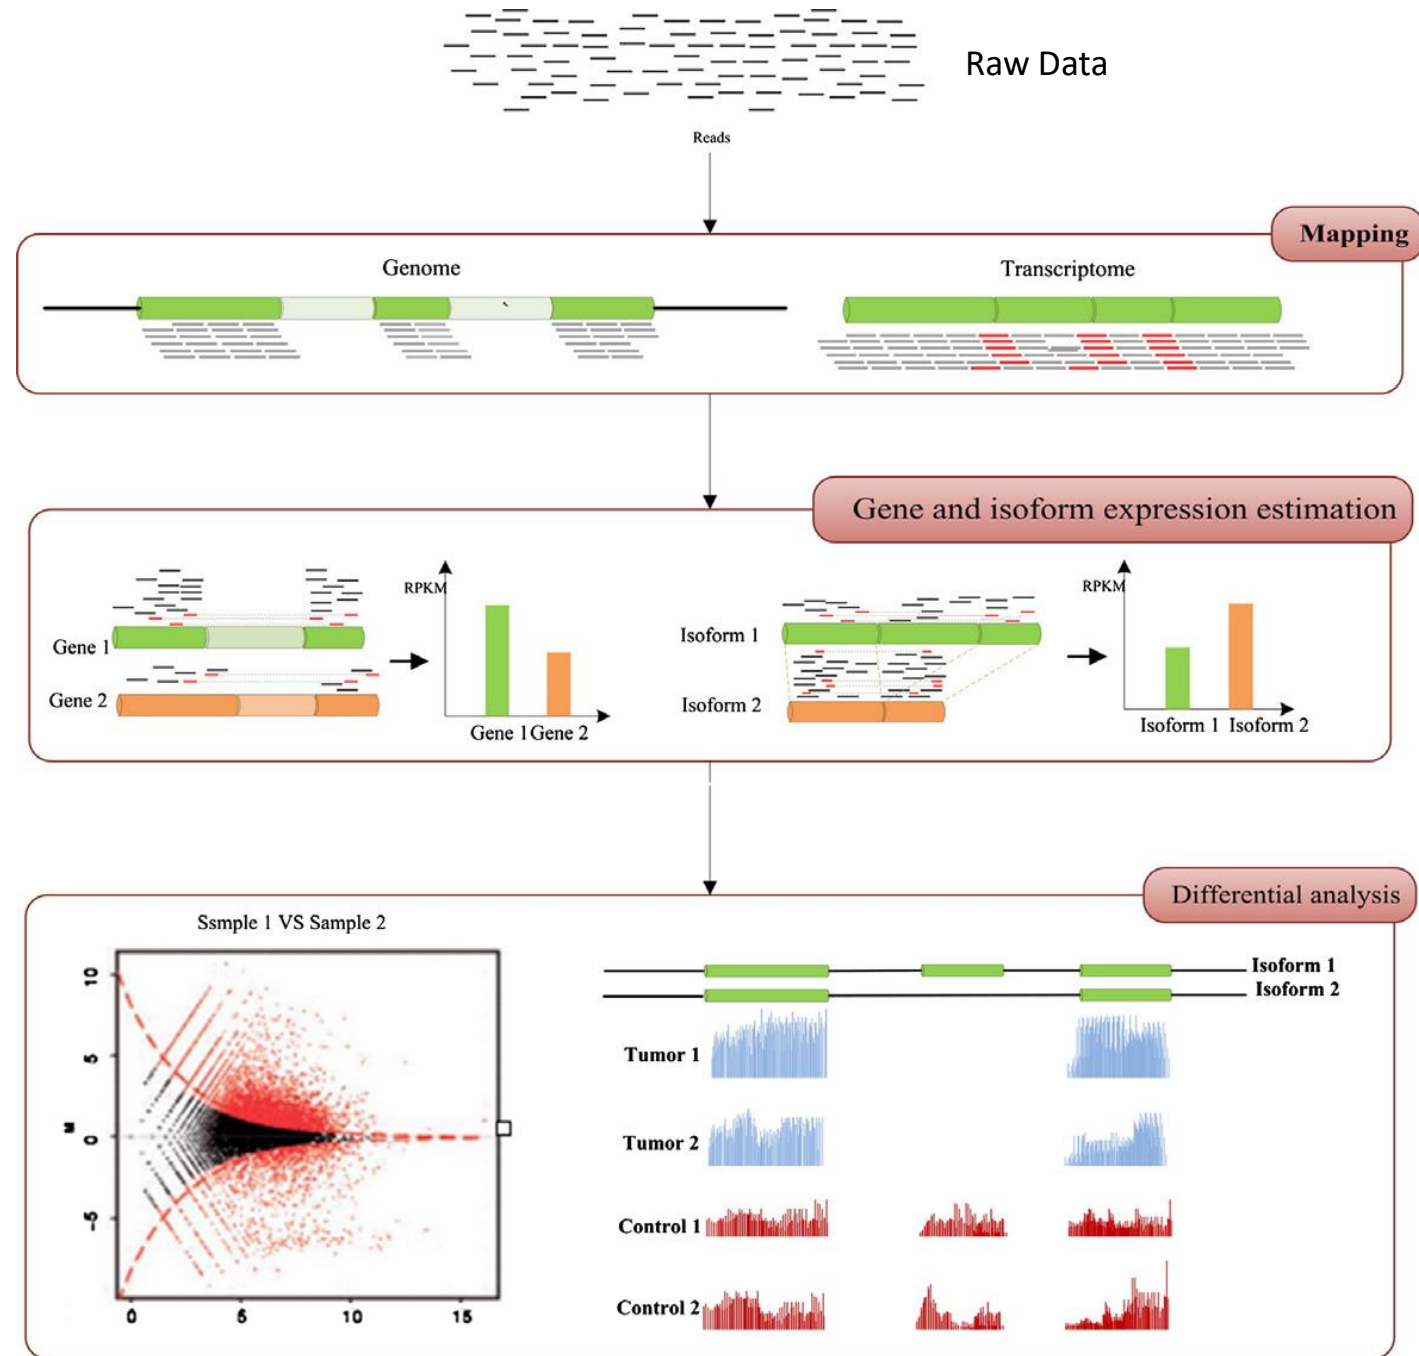 Raw Data
Reads
Mapping
Genome
Transcriptome
Gene and isoform expression estimation
RPKM
Gene 1
Gene 2
Gene 1 Gene 2
RPKM
Isoform 1
Isoform 2
Isoform 1 Isoform 2
Differential analysis
Ssmple 1 VS Sample 2
10
5
M
0
-5
0 5 10 15
Isoform 1
Isoform 2
Tumor 1
Tumor 2
Control 1
Control 2